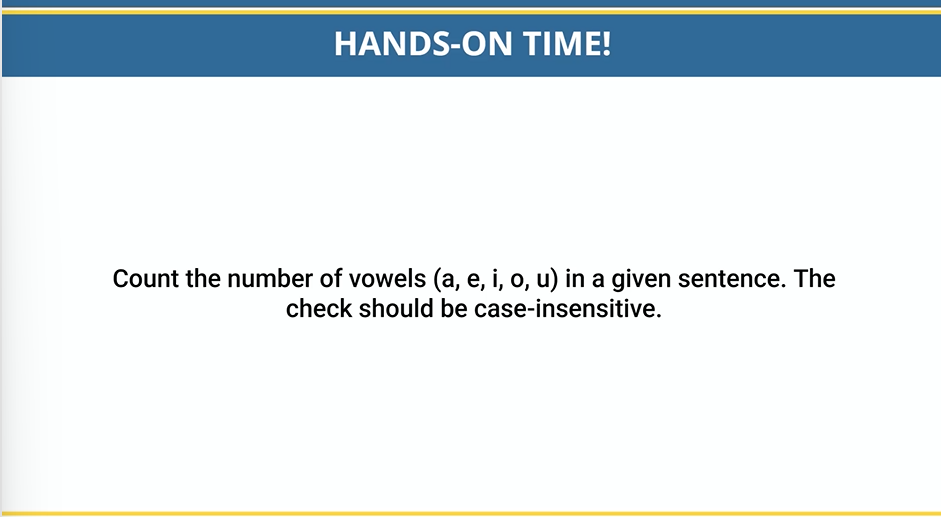 HANDS-ON TIME!
Count the number of vowels (a, e, i, o, u) in a given sentence. The
check should be case-insensitive.